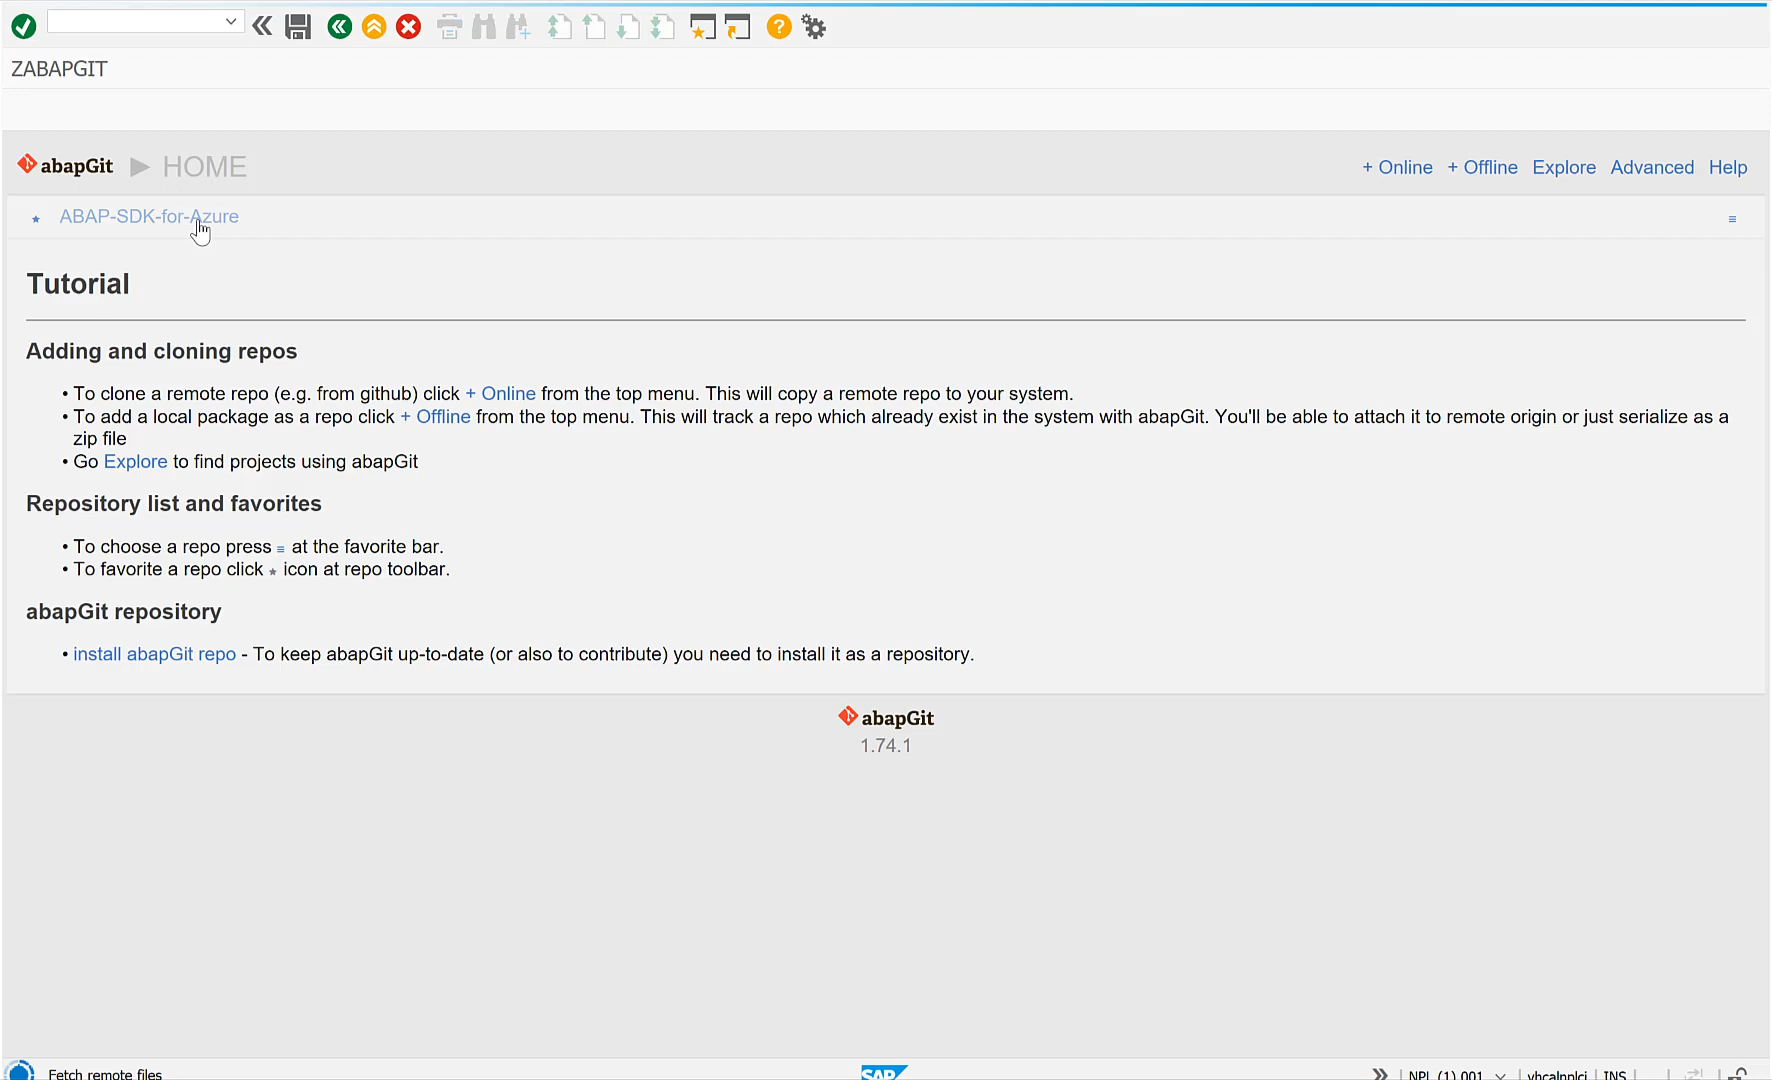 ZABAPGIT
abapGit ▶ HOME
+ Online + Offline Explore Advanced Help
ABAP-SDK-for-Azure
Tutorial
Adding and cloning repos
• To clone a remote repo (e.g. from github) click + Online from the top menu. This will copy a remote repo to your system.
• To add a local package as a repo click + Offline from the top menu. This will track a repo which already exist in the system with abapGit. You'll be able to attach it to remote origin or just serialize as a
zip file
• Go Explore to find projects using abapGit
Repository list and favorites
• To choose a repo press ≡ at the favorite bar.
• To favorite a repo click ★ icon at repo toolbar.
abapGit repository
• install abapGit repo - To keep abapGit up-to-date (or also to contribute) you need to install it as a repository.
abapGit
1.74.1
Fetch remote files
SAP
NPL (1) 001
vhcalnplci
INS